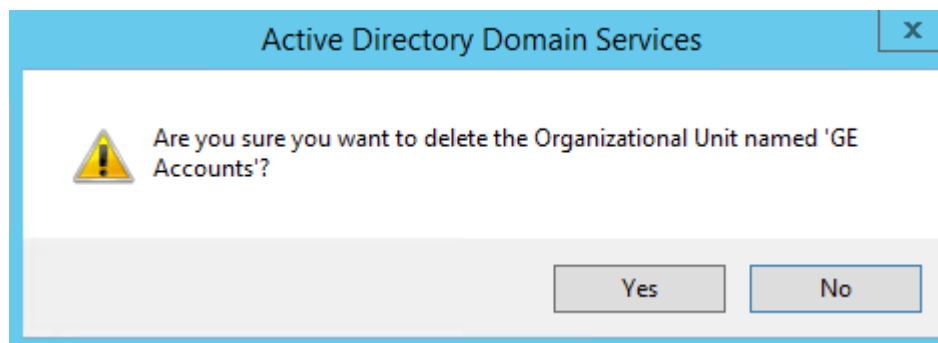 Active Directory Domain Services
x
Are you sure you want to delete the Organizational Unit named 'GE
Accounts'?
Yes
No